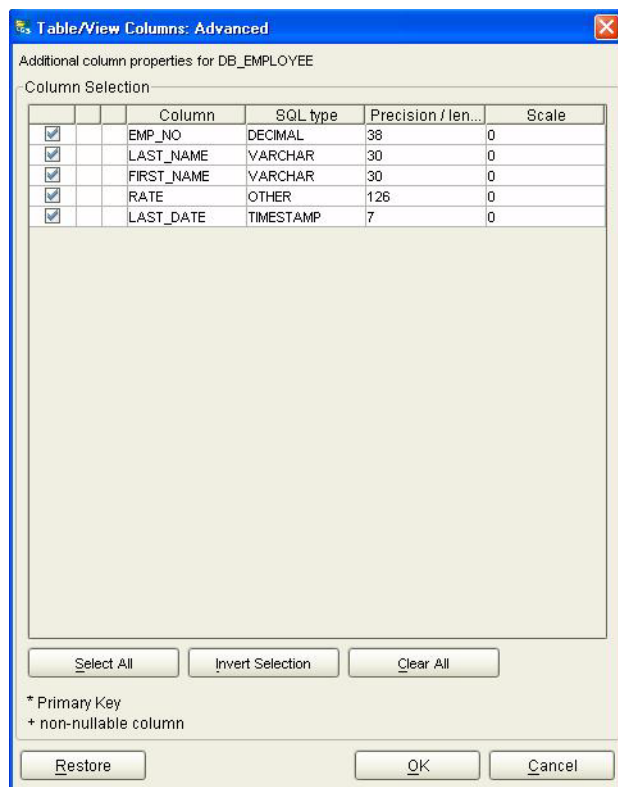 Table/View Columns: Advanced
Additional column properties for DB_EMPLOYEE
Column Selection
Column SQL type Precision / len... Scale
EMP_NO DECIMAL 38 0
LAST_NAME VARCHAR 30 0
FIRST_NAME VARCHAR 30 0
RATE OTHER 126 0
LAST_DATE TIMESTAMP 7 0
Select All Invert Selection Clear All
* Primary Key
+ non-nullable column
Restore OK Cancel